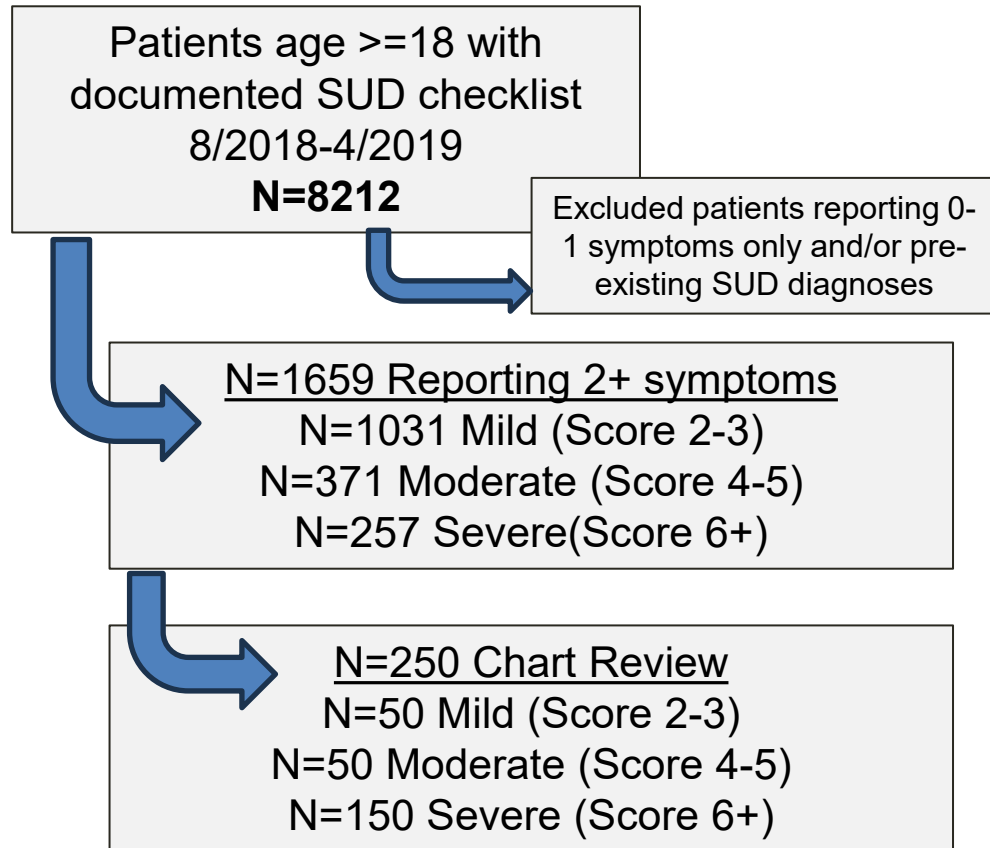 Patients age >=18 with
documented SUD checklist
8/2018-4/2019
N=8212
Excluded patients reporting 0-
1 symptoms only and/or pre-
existing SUD diagnoses
N=1659 Reporting 2+ symptoms
N=1031 Mild (Score 2-3)
N=371 Moderate (Score 4-5)
N=257 Severe(Score 6+)
N=250 Chart Review
N=50 Mild (Score 2-3)
N=50 Moderate (Score 4-5)
N=150 Severe (Score 6+)